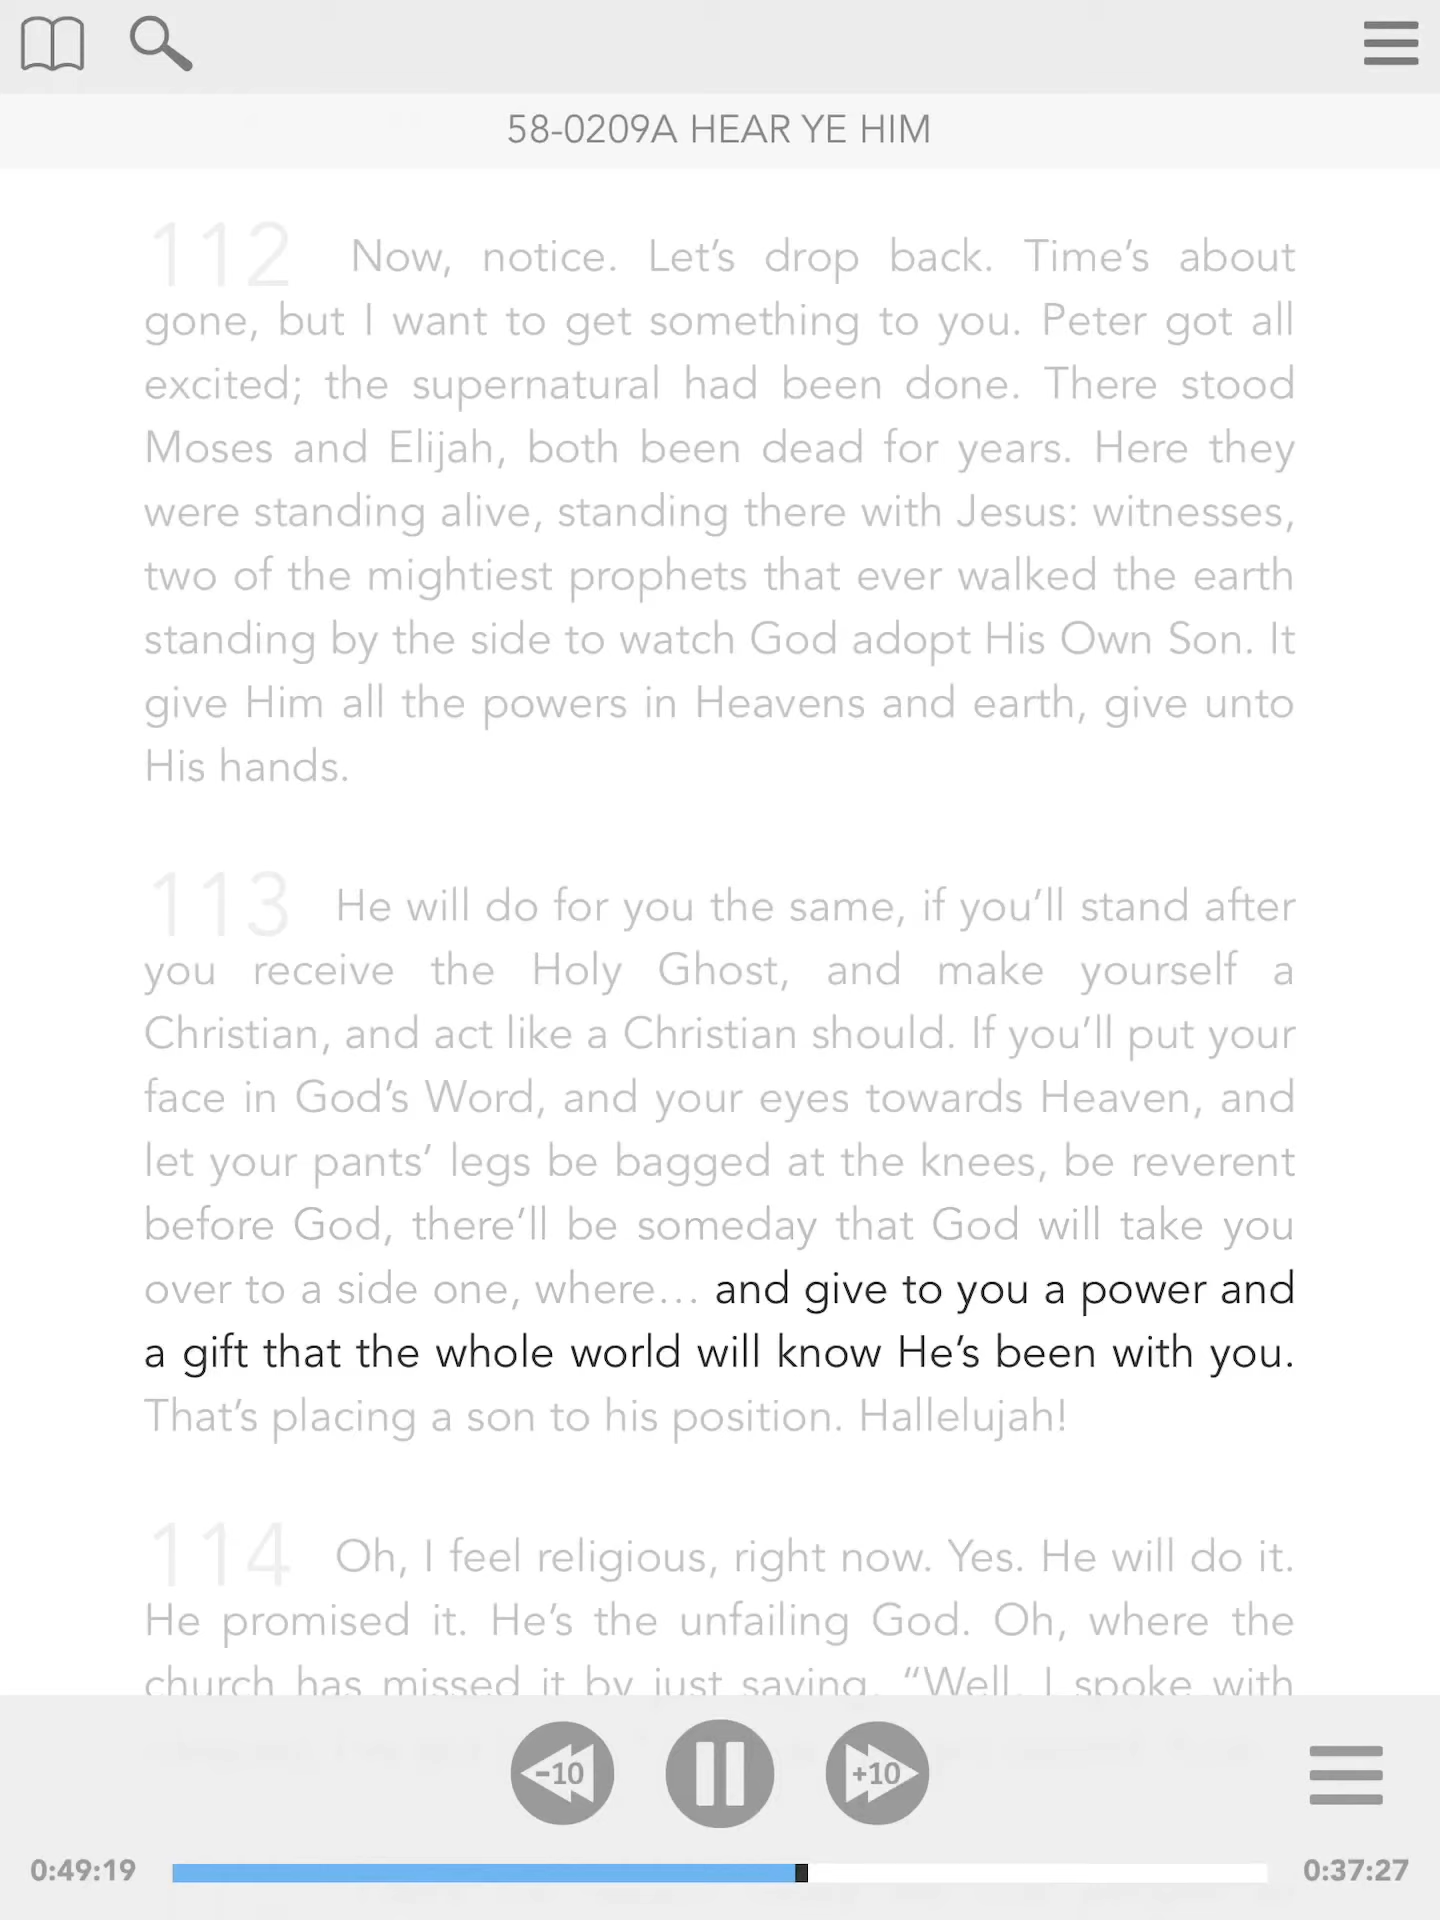 58-0209A HEAR YE HIM
112 Now, notice. Let’s drop back. Time’s about
gone, but I want to get something to you. Peter got all
excited; the supernatural had been done. There stood
Moses and Elijah, both been dead for years. Here they
were standing alive, standing there with Jesus: witnesses,
two of the mightiest prophets that ever walked the earth
standing by the side to watch God adopt His Own Son. It
give Him all the powers in Heavens and earth, give unto
His hands.
113 He will do for you the same, if you’ll stand after
you receive the Holy Ghost, and make yourself a
Christian, and act like a Christian should. If you’ll put your
face in God’s Word, and your eyes towards Heaven, and
let your pants’ legs be bagged at the knees, be reverent
before God, there’ll be someday that God will take you
over to a side one, where… and give to you a power and
a gift that the whole world will know He’s been with you.
That’s placing a son to his position. Hallelujah!
114 Oh, I feel religious, right now. Yes. He will do it.
He promised it. He’s the unfailing God. Oh, where the
church has missed it by just saying, “Well, I spoke with
-10 +10
0:49:19 0:37:27